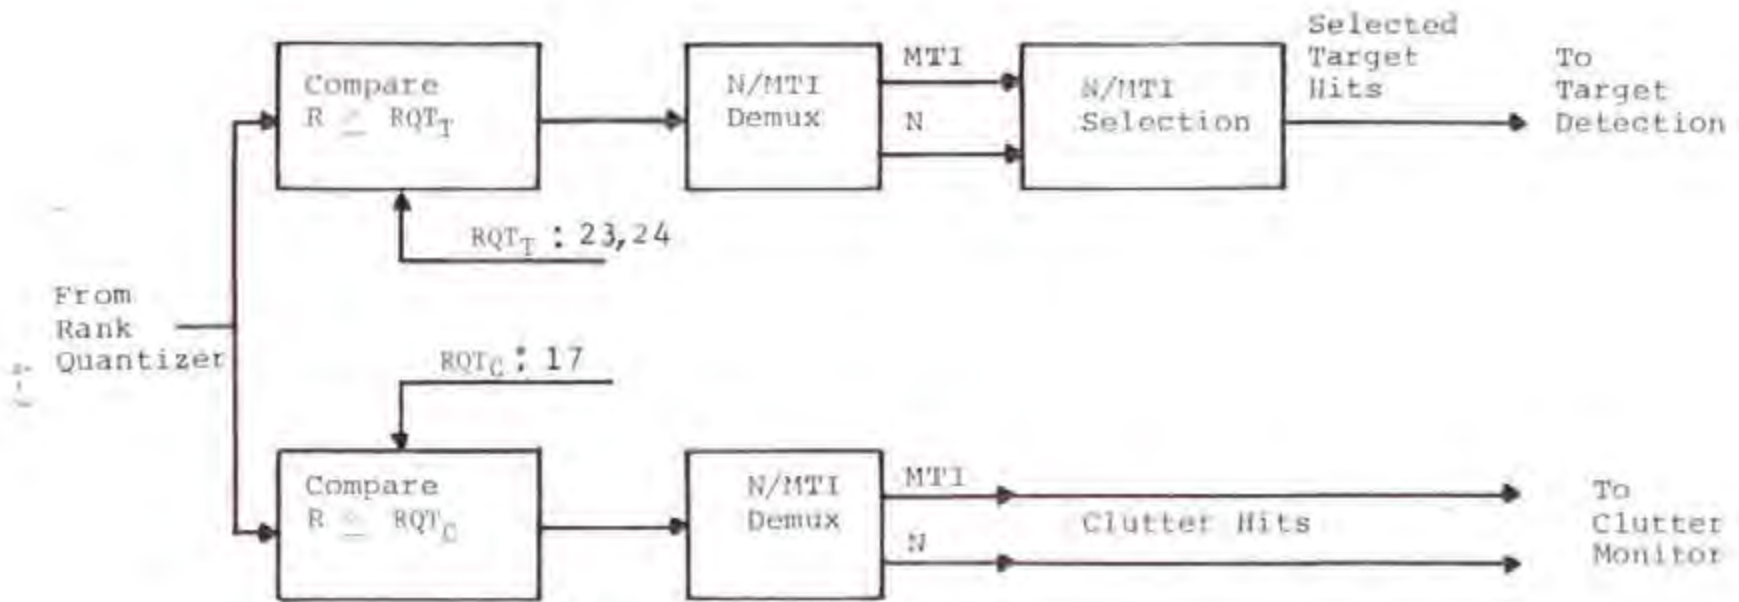 Compare
R ≥ RQT_T
N/MTI
Demux
MTI
N
N/MTI
Selection
Selected
Target
Hits
To
Target
Detection
RQT_T : 23,24
From
Rank
Quantizer
RQT_C : 17
Compare
R ≥ RQT_C
N/MTI
Demux
MTI
N
Clutter Hits
To
Clutter
Monitor